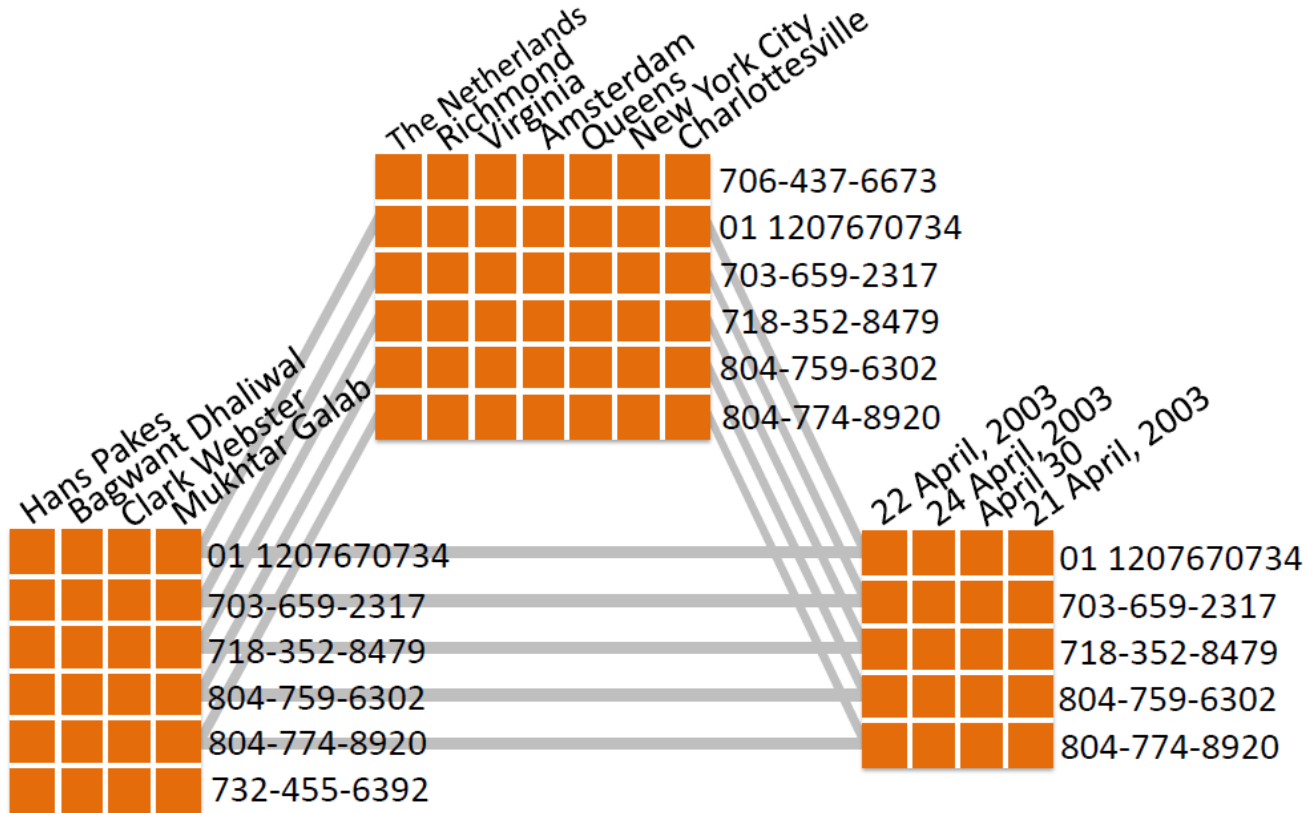 The Netherlands
Richmond
Virginia
Amsterdam
Queens
New York City
Charlottesville
706-437-6673
01 1207670734
703-659-2317
718-352-8479
804-759-6302
804-774-8920
Hans Pakes
Bagwant Dhaliwal
Clark Webster
Mukhtar Galab
01 1207670734
703-659-2317
718-352-8479
804-759-6302
804-774-8920
732-455-6392
22 April, 2003
24 April, 2003
April 30
21 April, 2003
01 1207670734
703-659-2317
718-352-8479
804-759-6302
804-774-8920